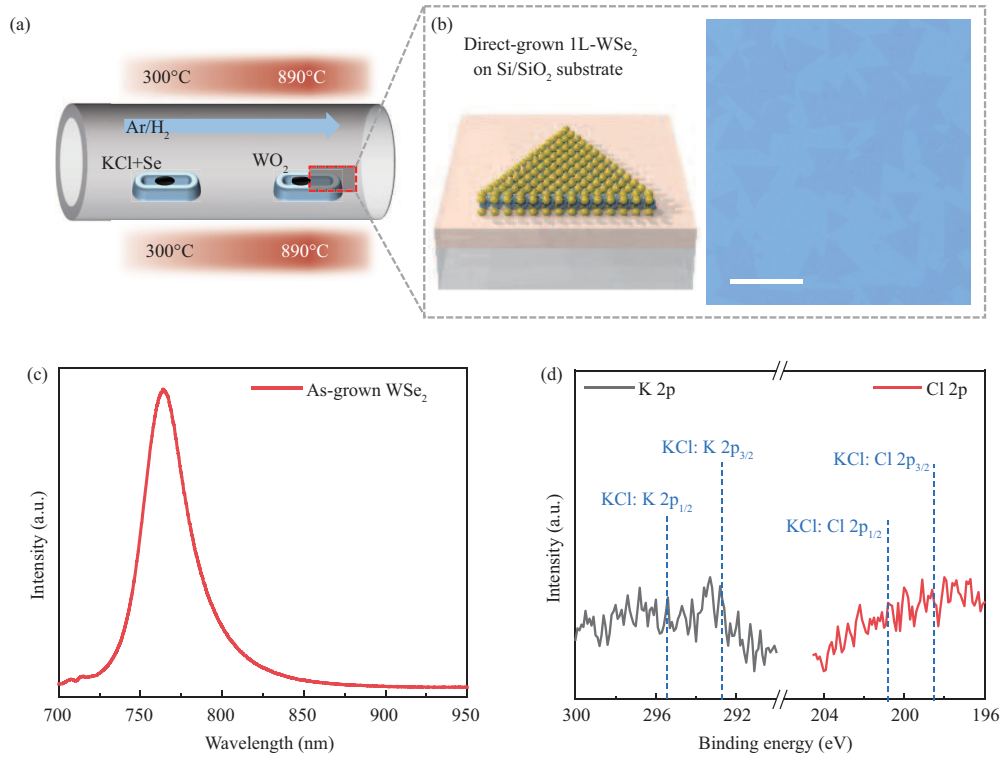 (a)
300°C
890°C
Ar/H₂
KCl+Se
WO₂
300°C
890°C
(b)
Direct-grown 1L-WSe₂
on Si/SiO₂ substrate
(c)
As-grown WSe₂
Intensity (a.u.)
700 750 800 850 900 950
Wavelength (nm)
(d)
K 2p
Cl 2p
KCl: K 2p₃/₂
KCl: Cl 2p₃/₂
KCl: K 2p₁/₂
KCl: Cl 2p₁/₂
Intensity (a.u.)
300 296 292 204 198 196
Binding energy (eV)